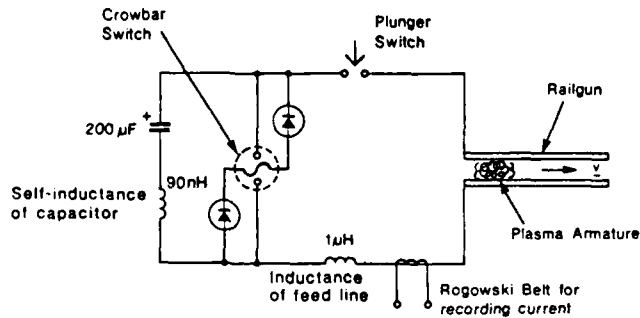 Crowbar
Switch
Plunger
Switch
Railgun
+
200 μF
90nH
v
Self-inductance
of capacitor
Plasma Armature
1μH
Inductance
of feed line
Rogowski Belt for
recording current